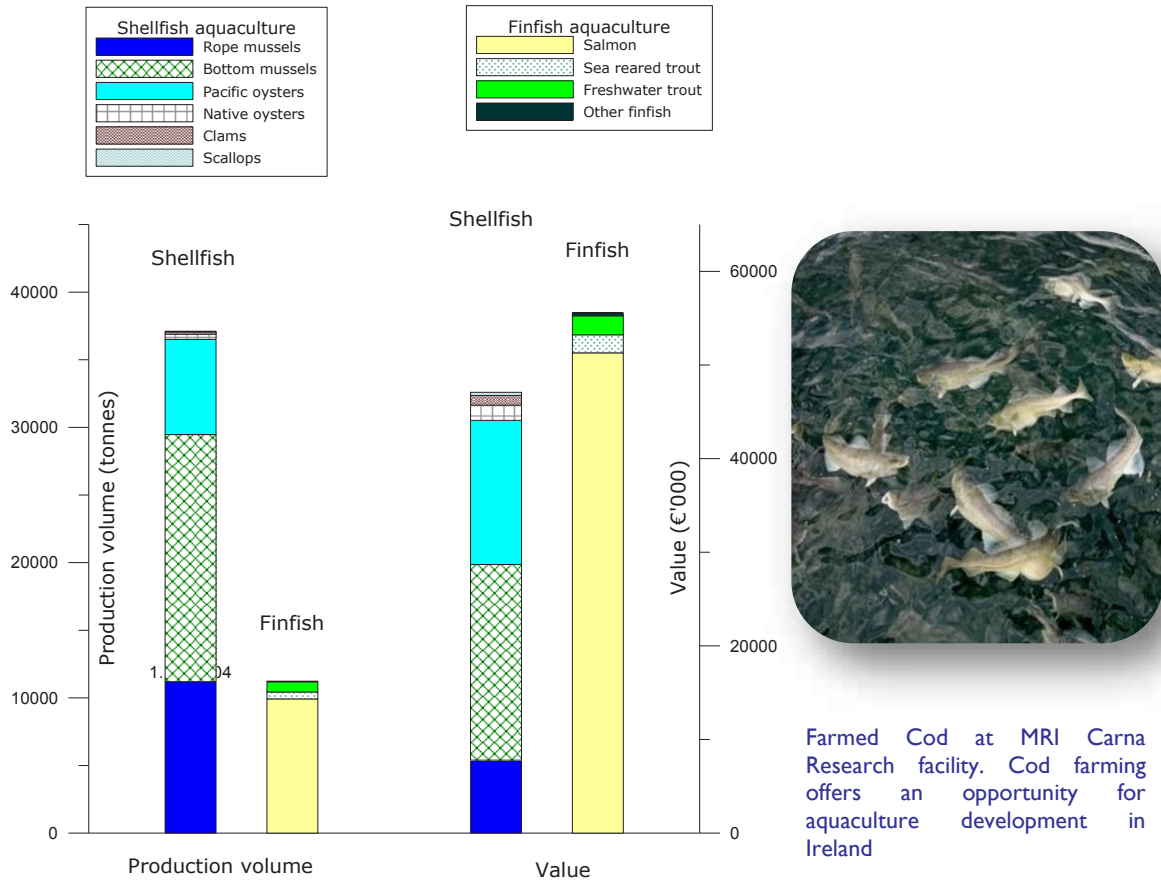 Shellfish aquaculture
Rope mussels
Bottom mussels
Pacific oysters
Native oysters
Clams
Scallops
Finfish aquaculture
Salmon
Sea reared trout
Freshwater trout
Other finfish
Shellfish
Finfish
Shellfish
Finfish
40000
30000
20000
10000
0
Production volume (tonnes)
1. 04
60000
40000
20000
0
Value (€'000)
Production volume
Value
Farmed Cod at MRI Carna
Research facility. Cod farming
offers an opportunity for
aquaculture development in
Ireland